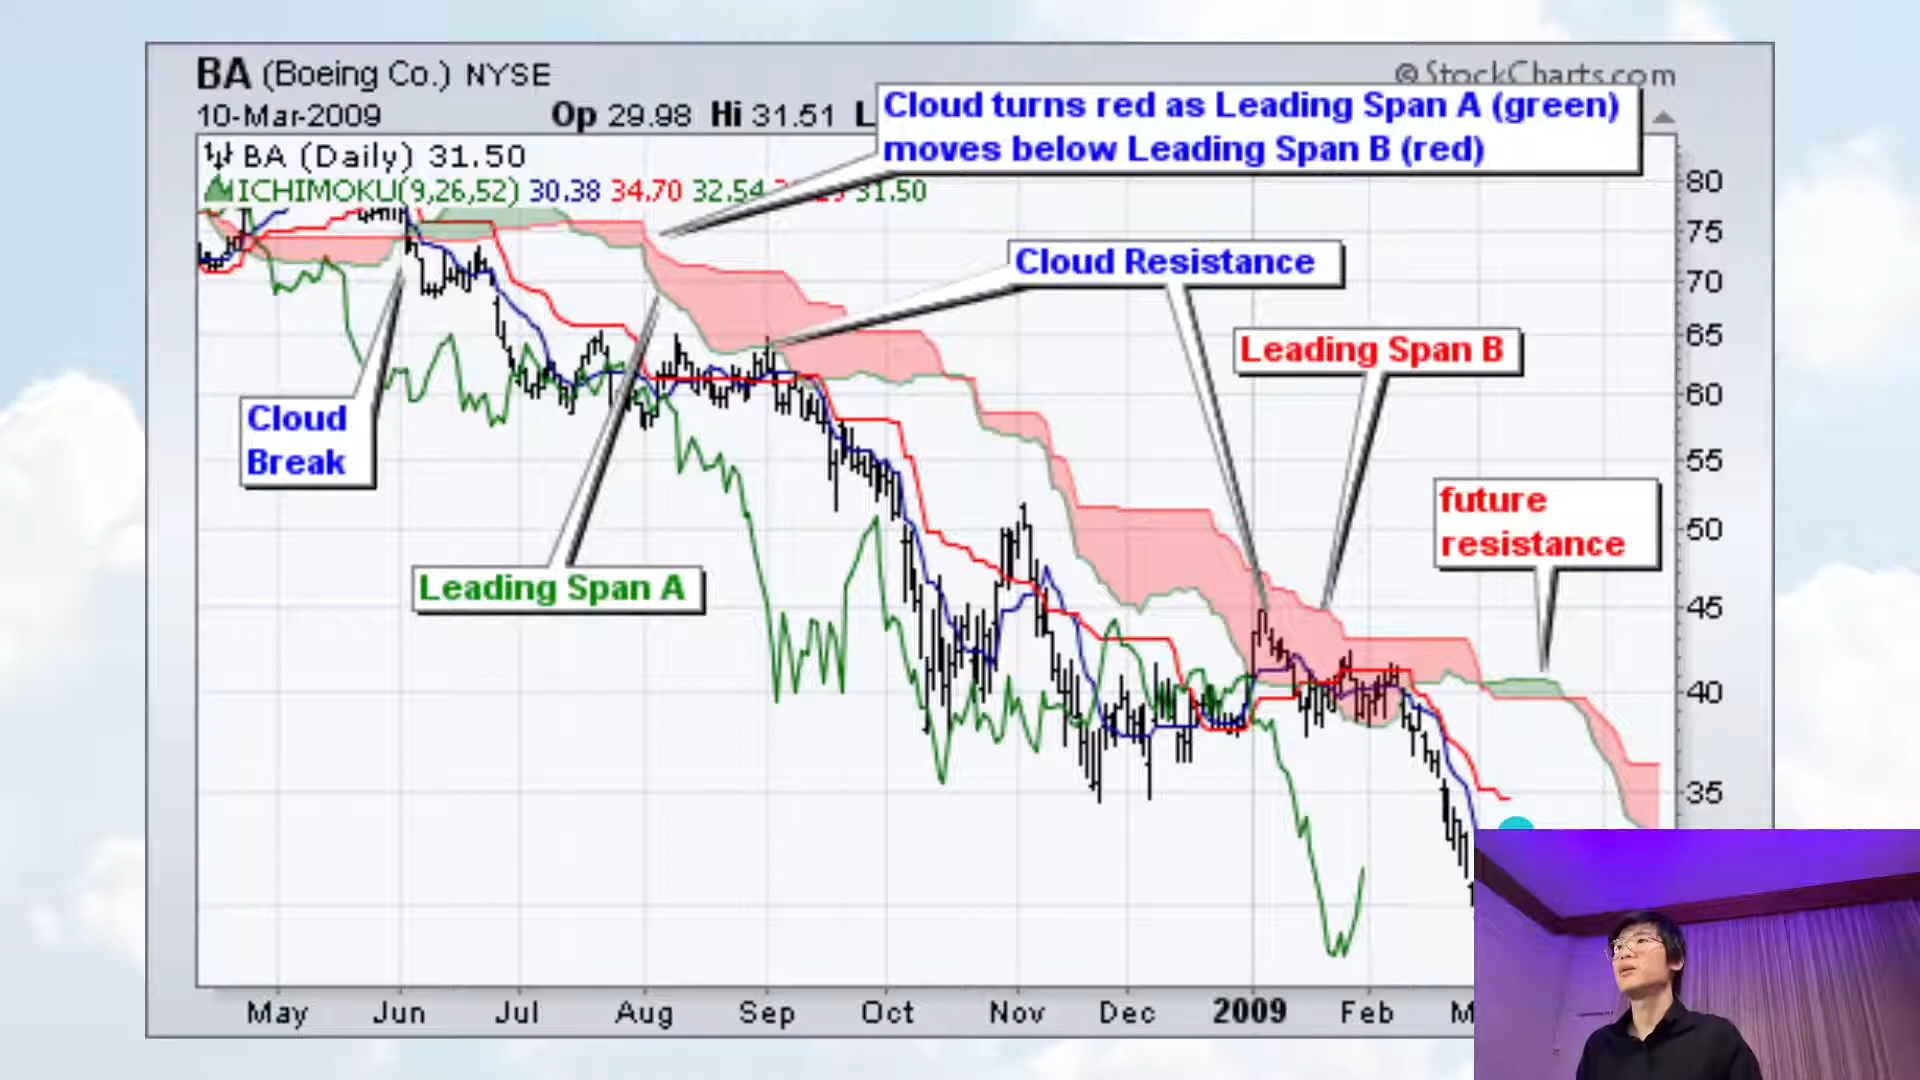 BA (Boeing Co.) NYSE
© StockCharts.com
10-Mar-2009 Op 29.98 Hi 31.51 L
Cloud turns red as Leading Span A (green)
moves below Leading Span B (red)
BA (Daily) 31.50
ICHIMOKU(9,26,52) 30.38 34.70 32.54 31.50
80
75
Cloud Resistance
70
65
Leading Span B
60
Cloud
Break
55
future
resistance
50
Leading Span A
45
40
35
May Jun Jul Aug Sep Oct Nov Dec 2009 Feb M